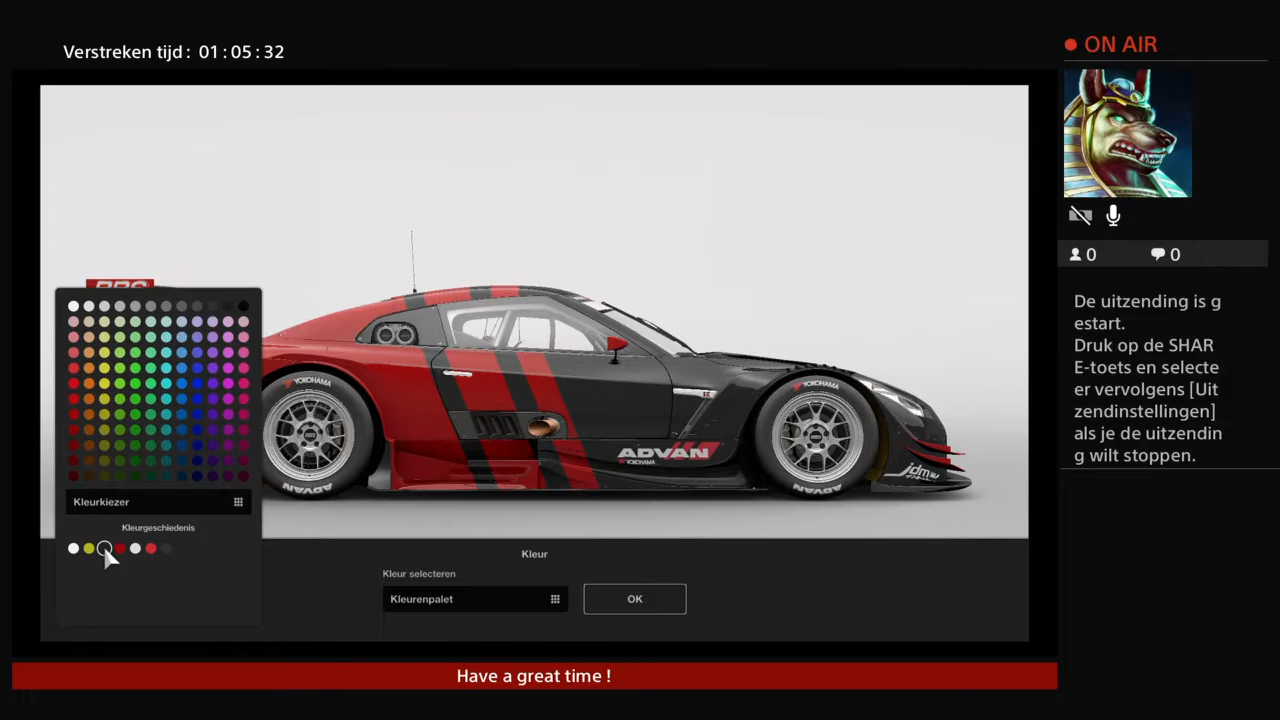 Verstreken tijd : 01 : 05 : 32
ON AIR
0 0
De uitzending is g
estart.
Druk op de SHAR
E-toets en selecte
er vervolgens [Uit
zendinstellingen]
als je de uitzendin
g wilt stoppen.
YOKOHAMA
YOKOHAMA
ADVAN
YOKOHAMA
jdm
ADVAN
ADVAN
Kleurkiezer
Kleurgeschiedenis
Kleur
Kleur selecteren
Kleurenpalet
OK
Have a great time !